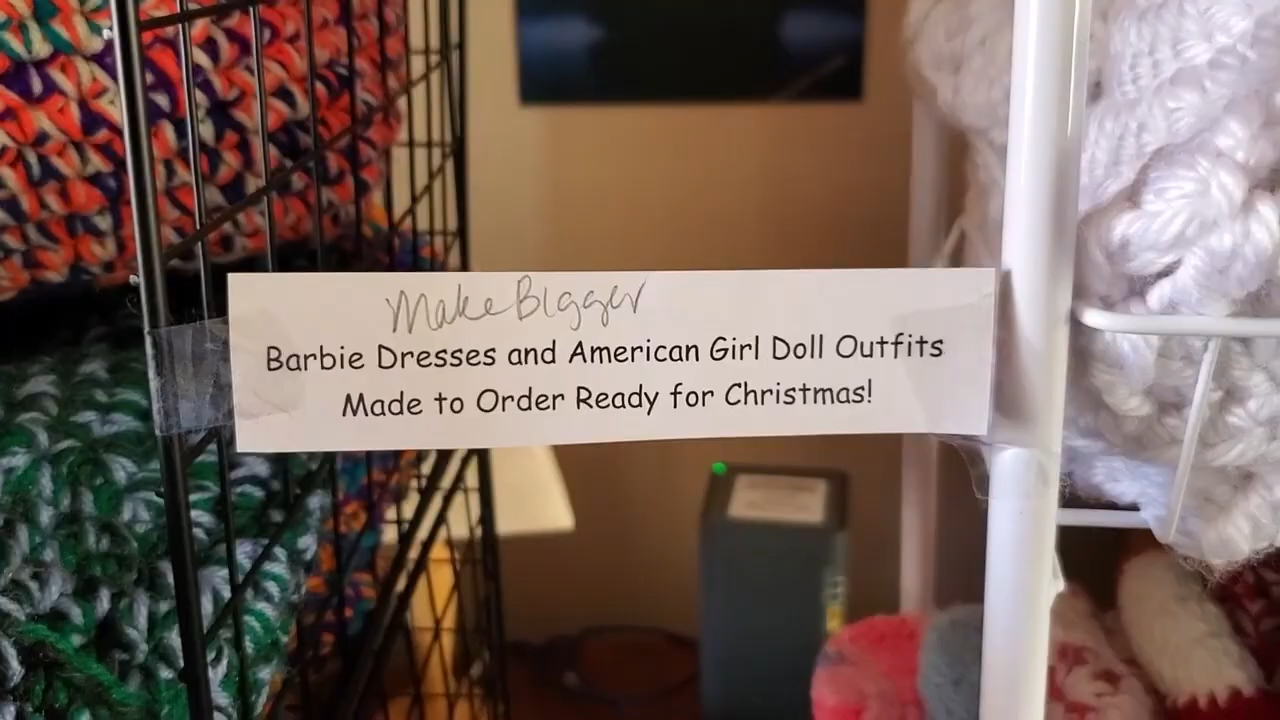 Make Bigger
Barbie Dresses and American Girl Doll Outfits
Made to Order Ready for Christmas!